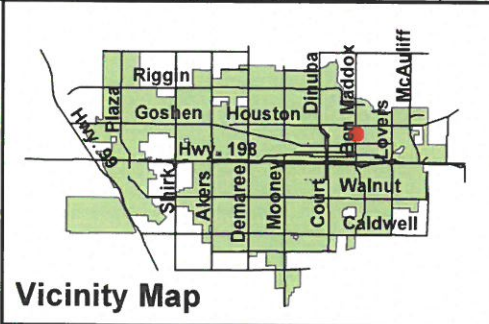 Riggin
Plaza
Goshen
Houston
Dinuba
Ben Maddox
McAuliff
Lovers
Hwy. 99
Hwy. 198
Shirk
Akers
Demaree
Mooney
Court
Walnut
Caldwell
Vicinity Map